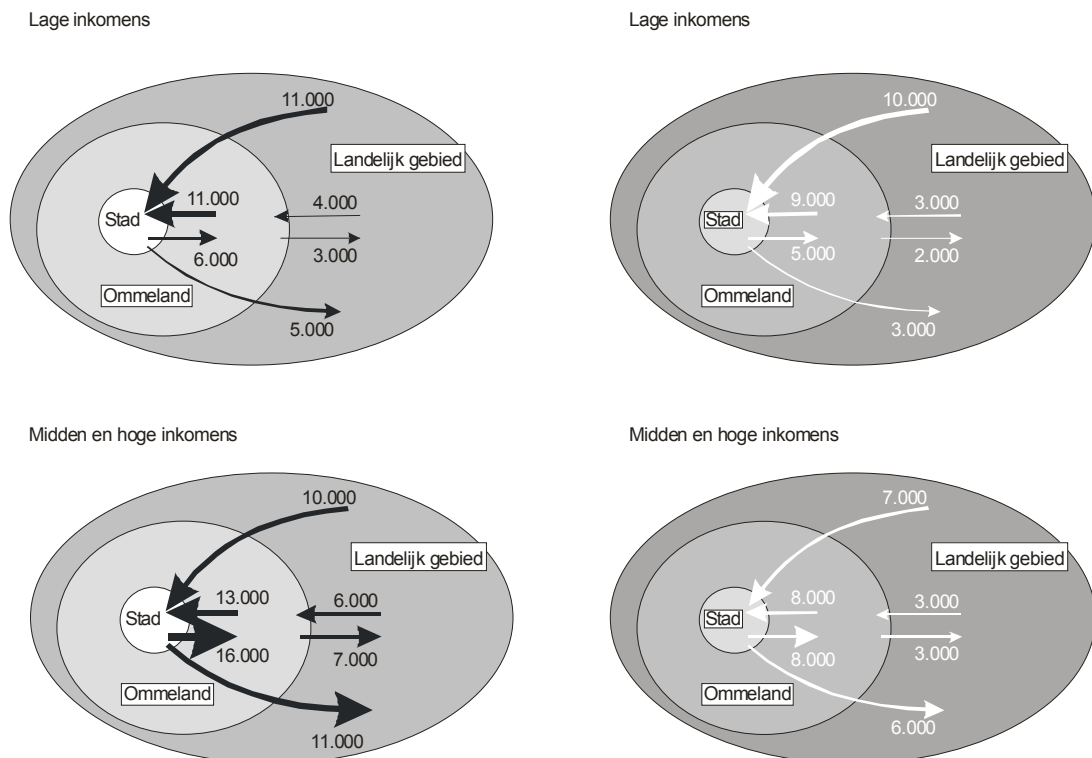 Lage inkomens
11.000
Landelijk gebied
11.000
4.000
Stad
6.000
3.000
Ommeland
5.000
Lage inkomens
10.000
Landelijk gebied
9.000
3.000
Stad
5.000
2.000
Ommeland
3.000
Midden en hoge inkomens
10.000
Landelijk gebied
13.000
6.000
Stad
16.000
7.000
Ommeland
11.000
Midden en hoge inkomens
7.000
Landelijk gebied
8.000
3.000
Stad
8.000
3.000
Ommeland
6.000